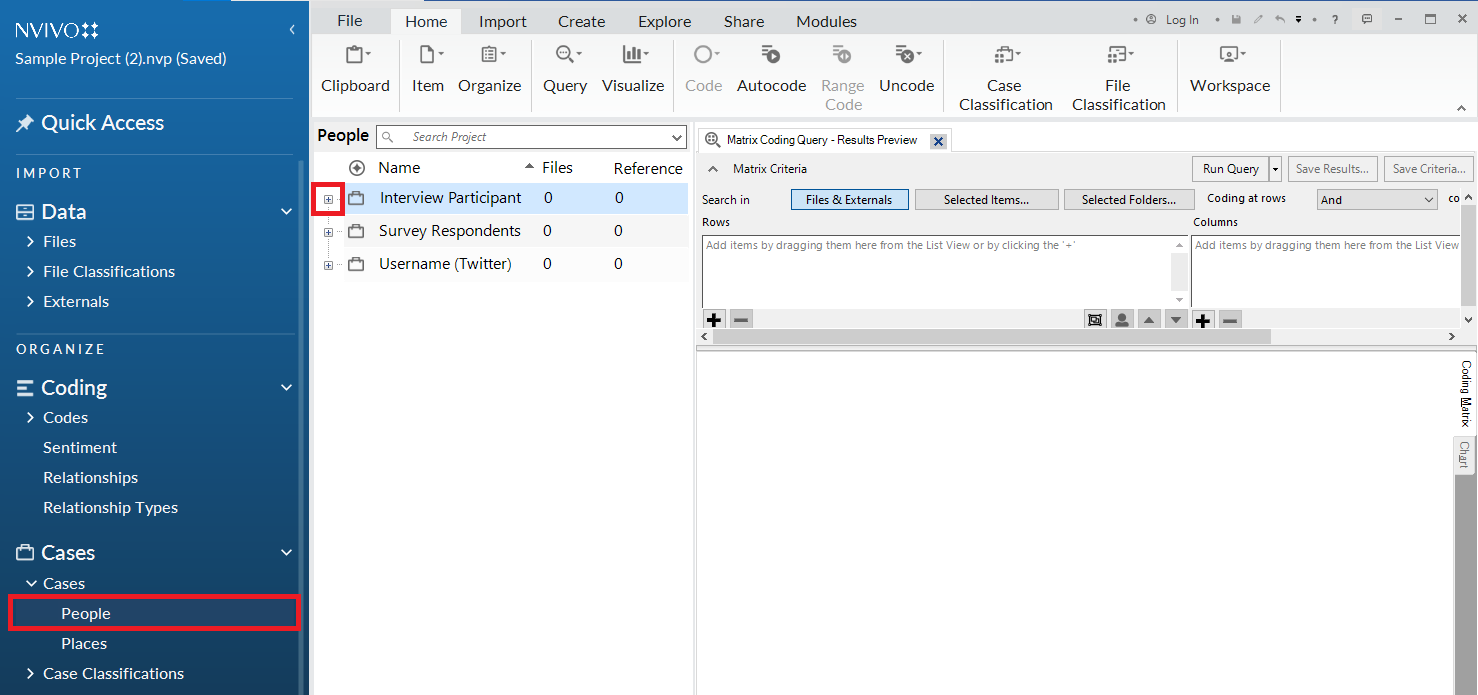 NVIVO
Sample Project (2).nvp (Saved)
Quick Access
IMPORT
Data
Files
File Classifications
Externals
ORGANIZE
Coding
Codes
Sentiment
Relationships
Relationship Types
Cases
Cases
People
Places
Case Classifications
File Home Import Create Explore Share Modules
Log In ?
Clipboard Item Organize Query Visualize Code Autocode Range Code Uncode Case Classification File Classification Workspace
People Search Project
Name Files Reference
Interview Participant 0 0
Survey Respondents 0 0
Username (Twitter) 0 0
Matrix Coding Query - Results Preview
Matrix Criteria Run Query Save Results... Save Criteria...
Search in Files & Externals Selected Items... Selected Folders... Coding at rows And co
Rows Columns
Add items by dragging them here from the List View or by clicking the '+' Add items by dragging them here from the List View
Coding Matrix
Chart